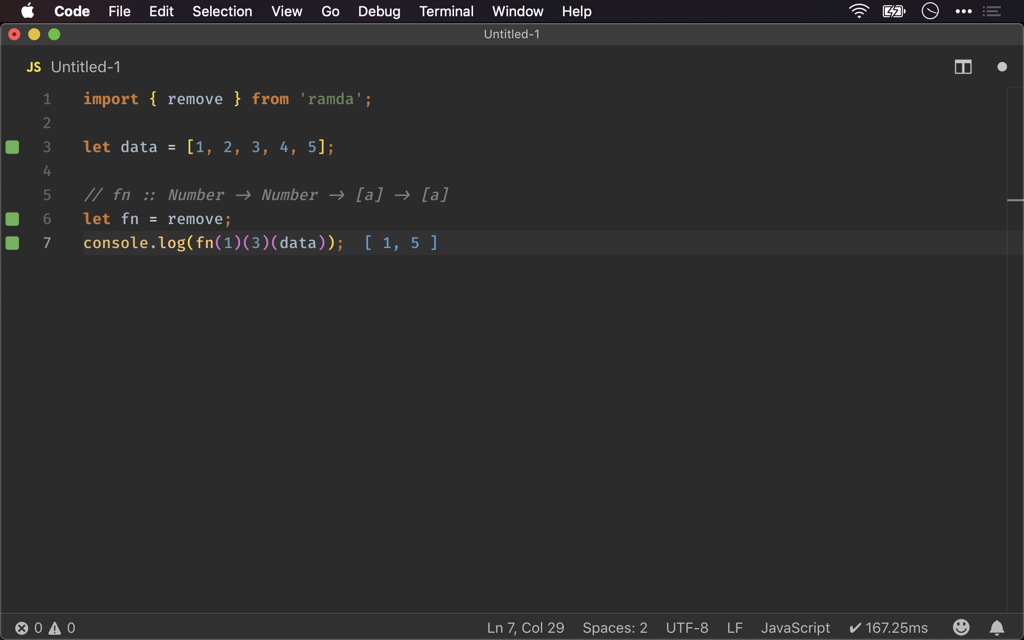 Code File Edit Selection View Go Debug Terminal Window Help
Untitled-1
JS Untitled-1
1 import { remove } from 'ramda';
2
3 let data = [1, 2, 3, 4, 5];
4
5 // fn :: Number → Number → [a] → [a]
6 let fn = remove;
7 console.log(fn(1)(3)(data)); [ 1, 5 ]
0 0 Ln 7, Col 29 Spaces: 2 UTF-8 LF JavaScript ✔ 167.25ms